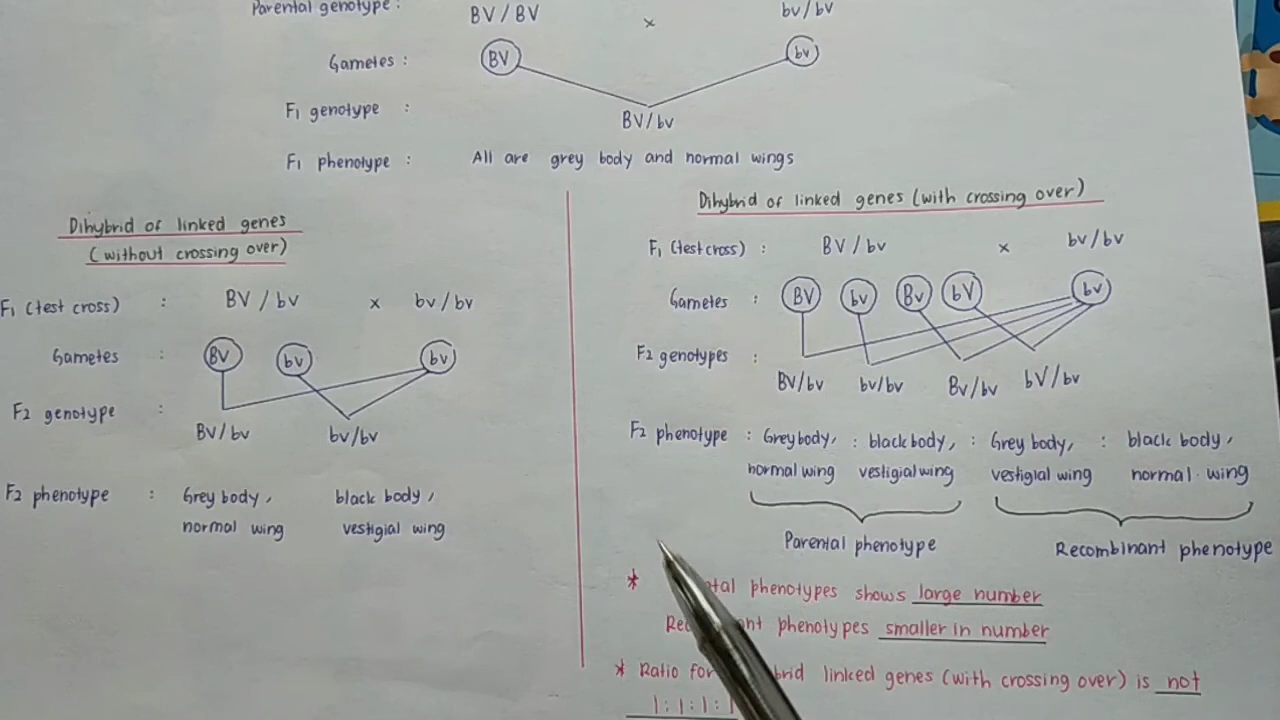 Parental genotype :
BV / BV x bv / bv
Gametes : BV bv
F1 genotype :
BV / bv
F1 phenotype : All are grey body and normal wings
Dihybrid of linked genes
(without crossing over)
F1 (test cross) : BV / bv x bv / bv
Gametes : BV bv bv
F2 genotype :
BV / bv bv / bv
F2 phenotype : Grey body, black body,
normal wing vestigial wing
Dihybrid of linked genes (with crossing over)
F1 (test cross) : BV / bv x bv / bv
Gametes : BV bv Bv bV bv
F2 genotypes :
BV/bv bv/bv Bv/bv bV/bv
F2 phenotype : Grey body, : black body, : Grey body, : black body,
normal wing vestigial wing vestigial wing normal wing
Parental phenotype Recombinant phenotype
* phenotypes shows large number
phenotypes smaller in number
* Ratio for linked genes (with crossing over) is not
1 : 1 : 1 :